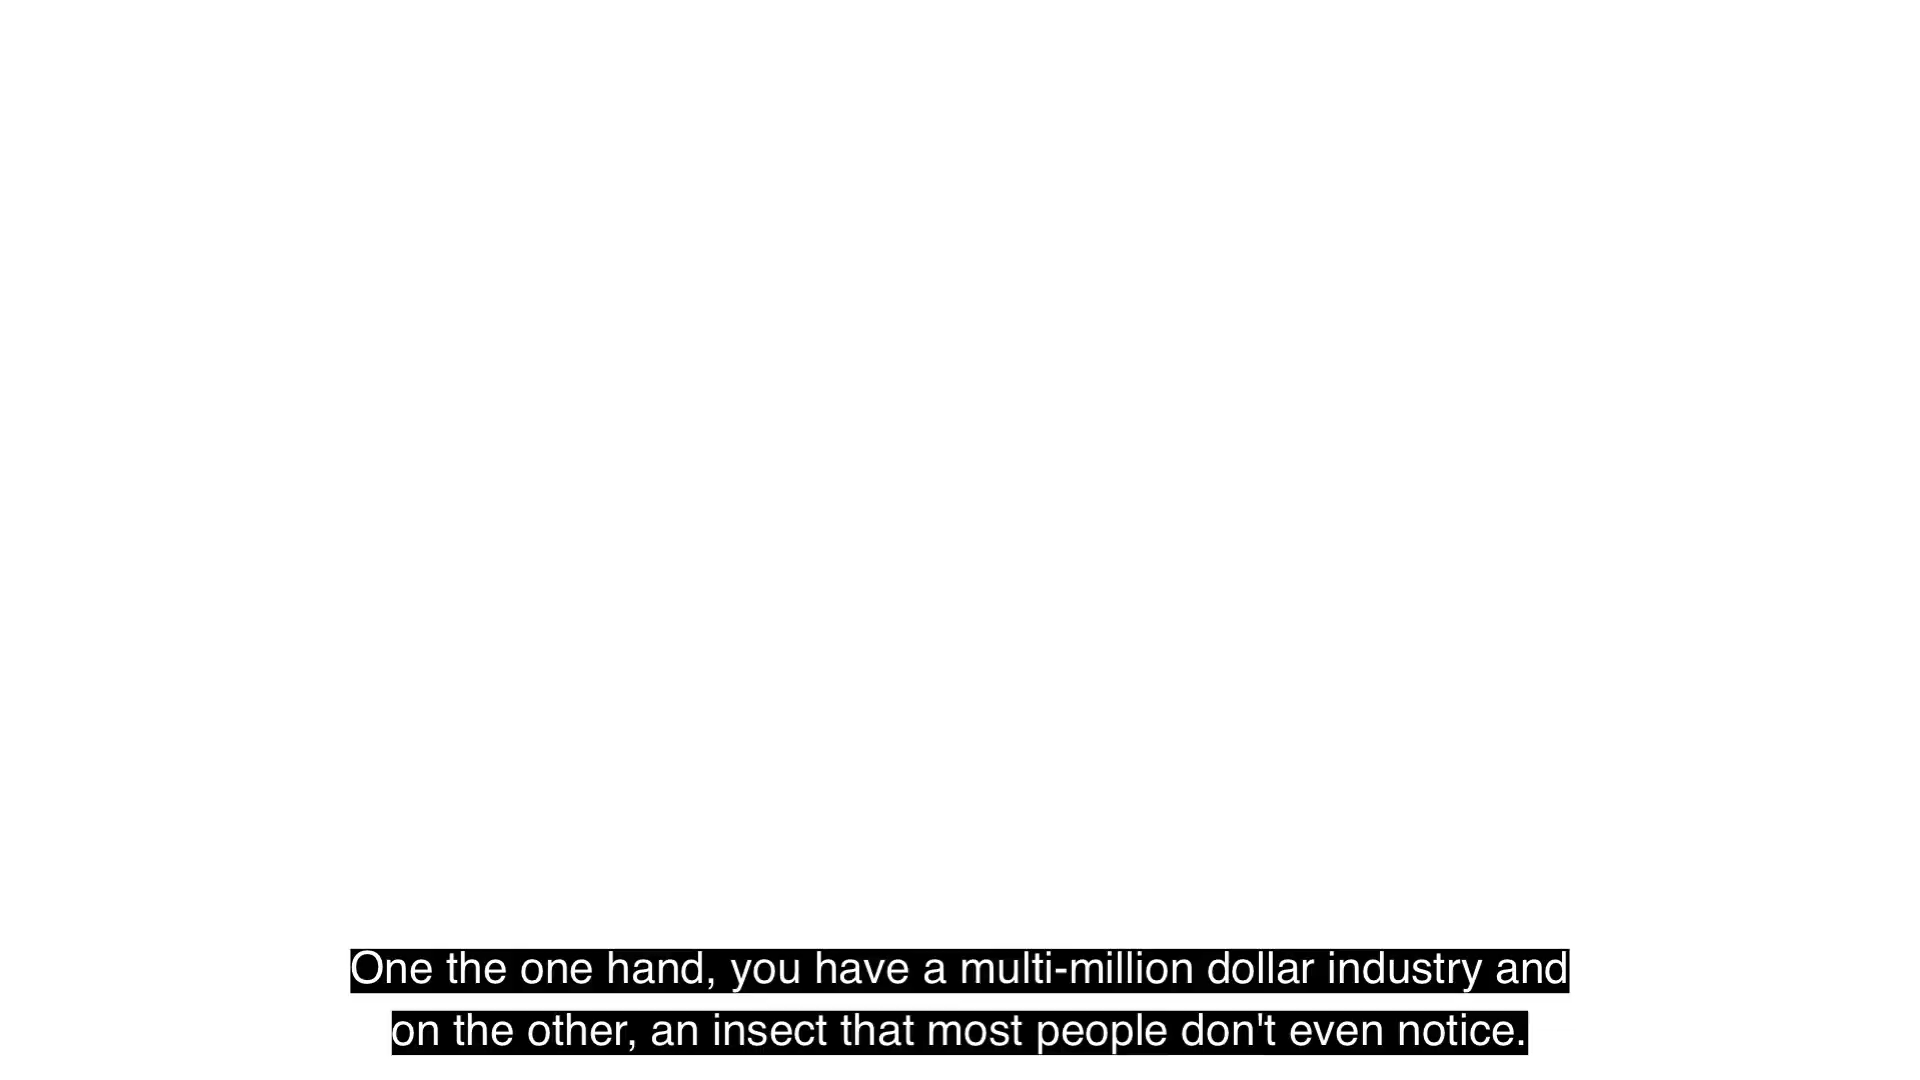 One the one hand, you have a multi-million dollar industry and
on the other, an insect that most people don't even notice.